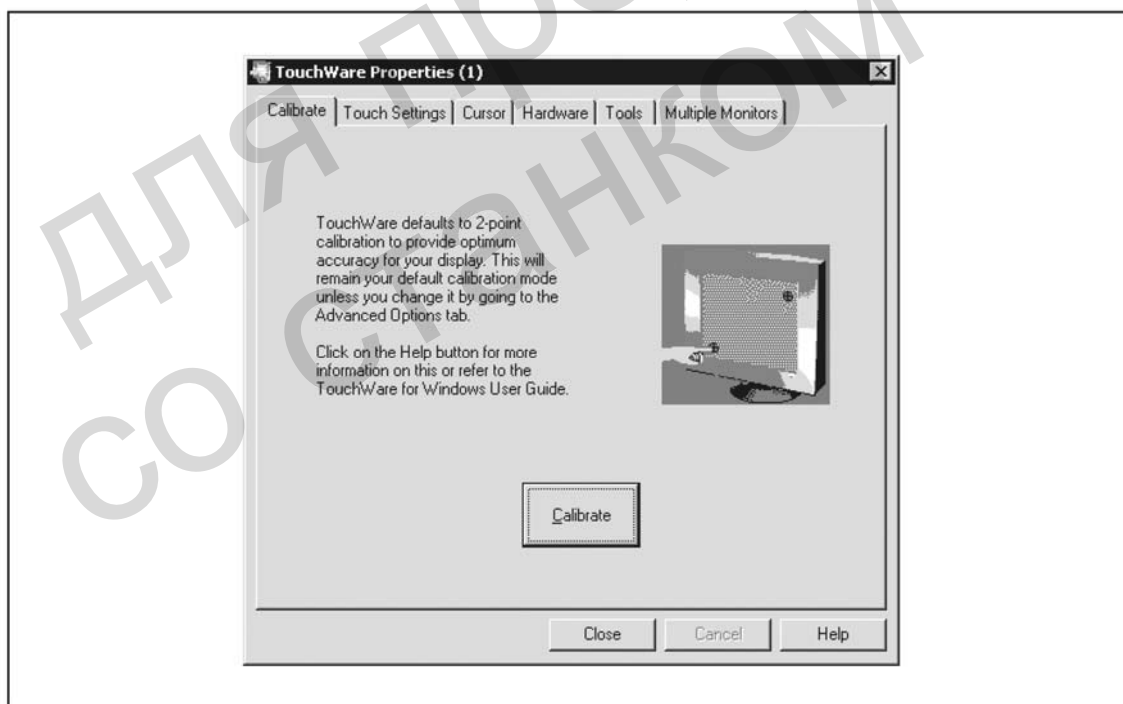 для пр
со станком
TouchWare Properties (1)
Calibrate
Touch Settings
Cursor
Hardware
Tools
Multiple Monitors
TouchWare defaults to 2-point
calibration to provide optimum
accuracy for your display. This will
remain your default calibration mode
unless you change it by going to the
Advanced Options tab.
Click on the Help button for more
information on this or refer to the
TouchWare for Windows User Guide.
Calibrate
Close
Cancel
Help